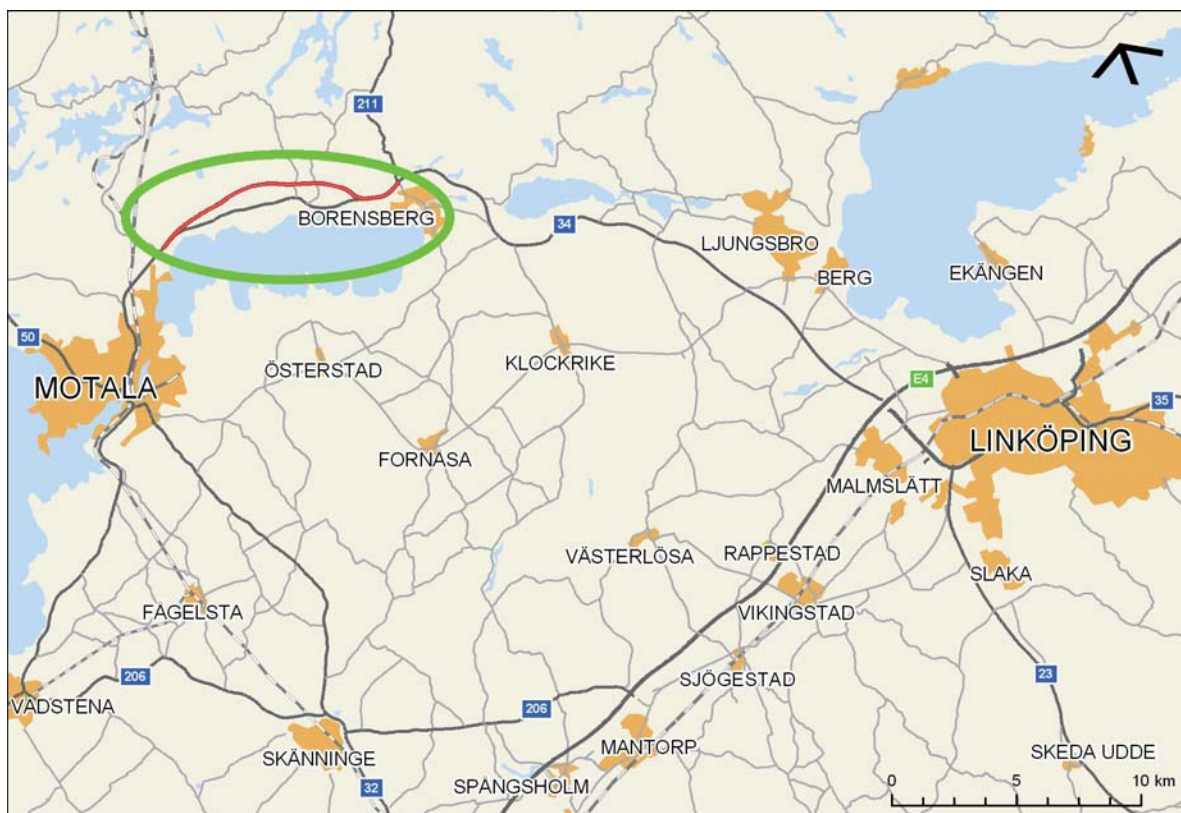 211
BORENSBERG
34
LJUNGSBRO
BERG
EKÄNGEN
50
MOTALA
ÖSTERSTAD
KLOCKRIKE
E4
35
LINKÖPING
FORNÅSA
MALMSLÄTT
VÄSTERLÖSA
RAPPESTAD
SLAKA
FÅGELSTA
VIKINGSTAD
206
SJÖGESTAD
23
VADSTENA
206
SKÄNNINGE
MANTORP
SKEDA UDDE
SPÅNGSHOLM
32
0 5 10 km